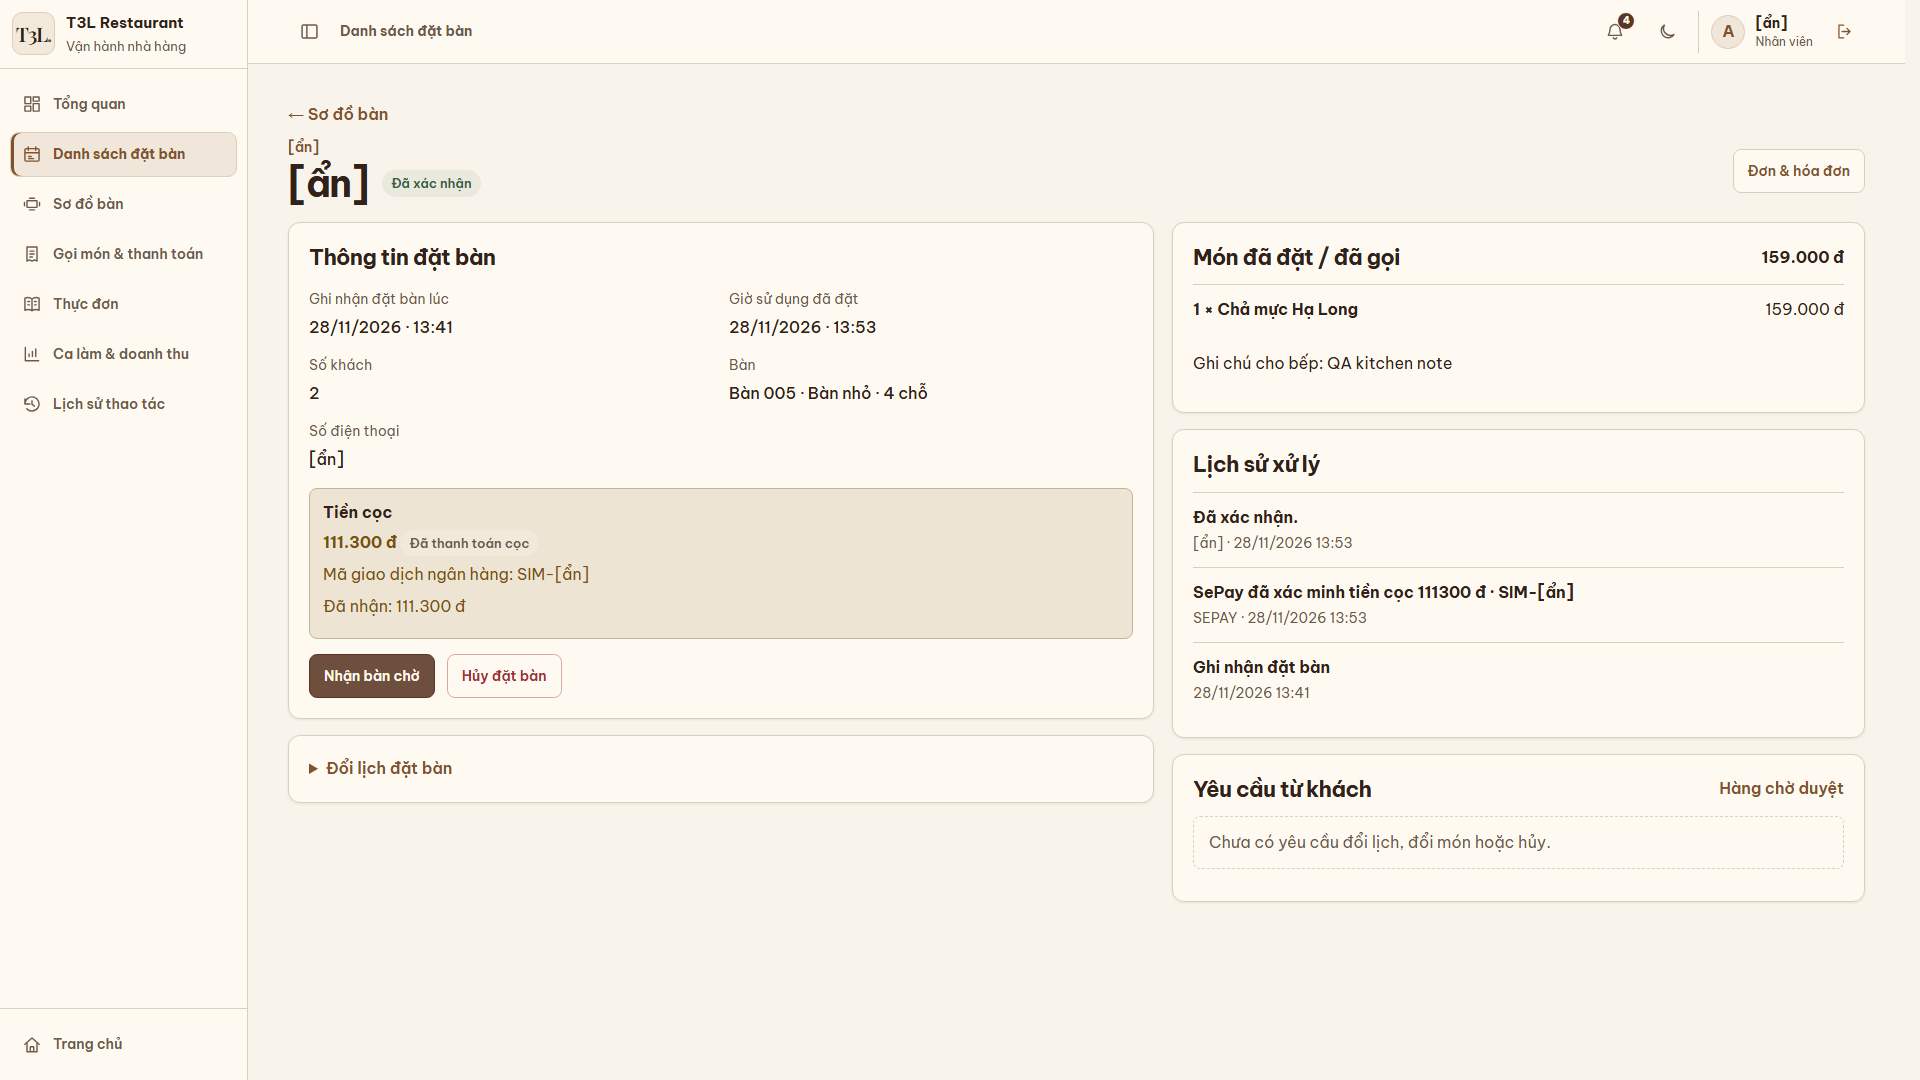 T3L
T3L Restaurant
Vận hành nhà hàng
Tổng quan
Danh sách đặt bàn
Sơ đồ bàn
Gọi món & thanh toán
Thực đơn
Ca làm & doanh thu
Lịch sử thao tác
Trang chủ
Danh sách đặt bàn
4
A
[ẩn]
Nhân viên
← Sơ đồ bàn
[ẩn]
[ẩn] Đã xác nhận
Đơn & hóa đơn
Thông tin đặt bàn
Ghi nhận đặt bàn lúc
28/11/2026 · 13:41
Giờ sử dụng đã đặt
28/11/2026 · 13:53
Số khách
2
Bàn
Bàn 005 · Bàn nhỏ · 4 chỗ
Số điện thoại
[ẩn]
Tiền cọc
111.300 đ Đã thanh toán cọc
Mã giao dịch ngân hàng: SIM-[ẩn]
Đã nhận: 111.300 đ
Nhận bàn chờ
Hủy đặt bàn
▶ Đổi lịch đặt bàn
Món đã đặt / đã gọi 159.000 đ
1 × Chả mực Hạ Long 159.000 đ
Ghi chú cho bếp: QA kitchen note
Lịch sử xử lý
Đã xác nhận.
[ẩn] · 28/11/2026 13:53
SePay đã xác minh tiền cọc 111300 đ · SIM-[ẩn]
SEPAY · 28/11/2026 13:53
Ghi nhận đặt bàn
28/11/2026 13:41
Yêu cầu từ khách Hàng chờ duyệt
Chưa có yêu cầu đổi lịch, đổi món hoặc hủy.